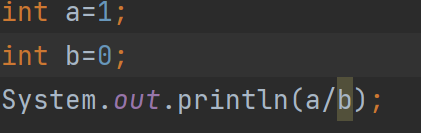 int a=1;
int b=0;
System.out.println(a/b);